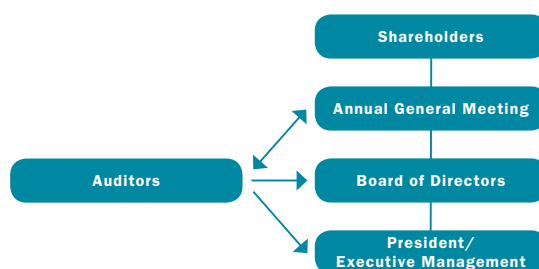 Shareholders
Annual General Meeting
Auditors
Board of Directors
President/
Executive Management